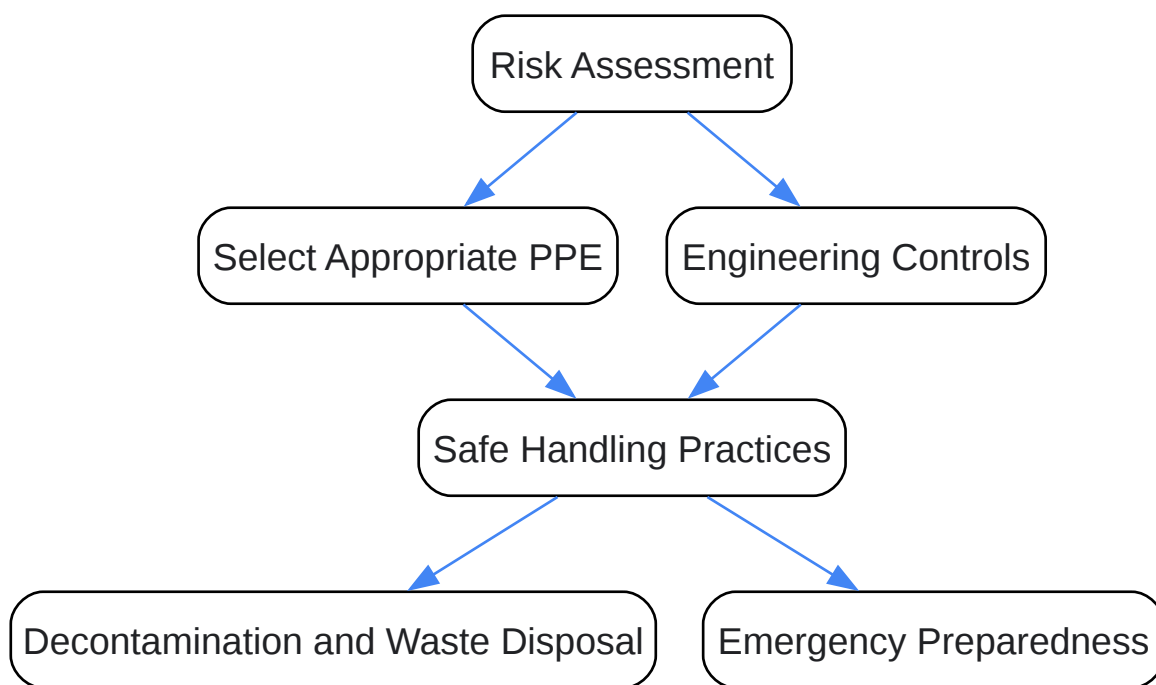 Risk Assessment
Select Appropriate PPE
Engineering Controls
Safe Handling Practices
Decontamination and Waste Disposal
Emergency Preparedness